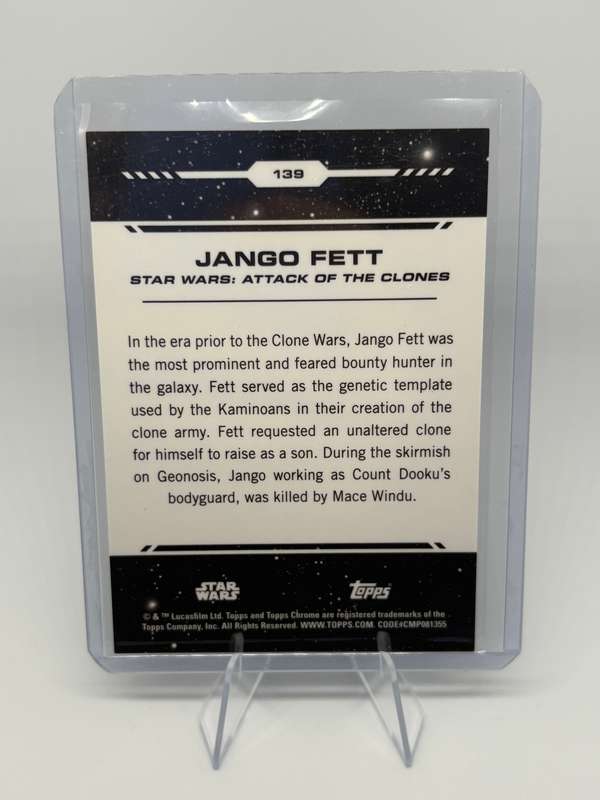 139
JANGO FETT
STAR WARS: ATTACK OF THE CLONES
In the era prior to the Clone Wars, Jango Fett was
the most prominent and feared bounty hunter in
the galaxy. Fett served as the genetic template
used by the Kaminoans in their creation of the
clone army. Fett requested an unaltered clone
for himself to raise as a son. During the skirmish
on Geonosis, Jango working as Count Dooku's
bodyguard, was killed by Mace Windu.
STAR WARS
Topps
© & ™ Lucasfilm Ltd. Topps and Topps Chrome are registered trademarks of the
Topps Company, Inc. All Rights Reserved. WWW.TOPPS.COM. CODE#CMP081355